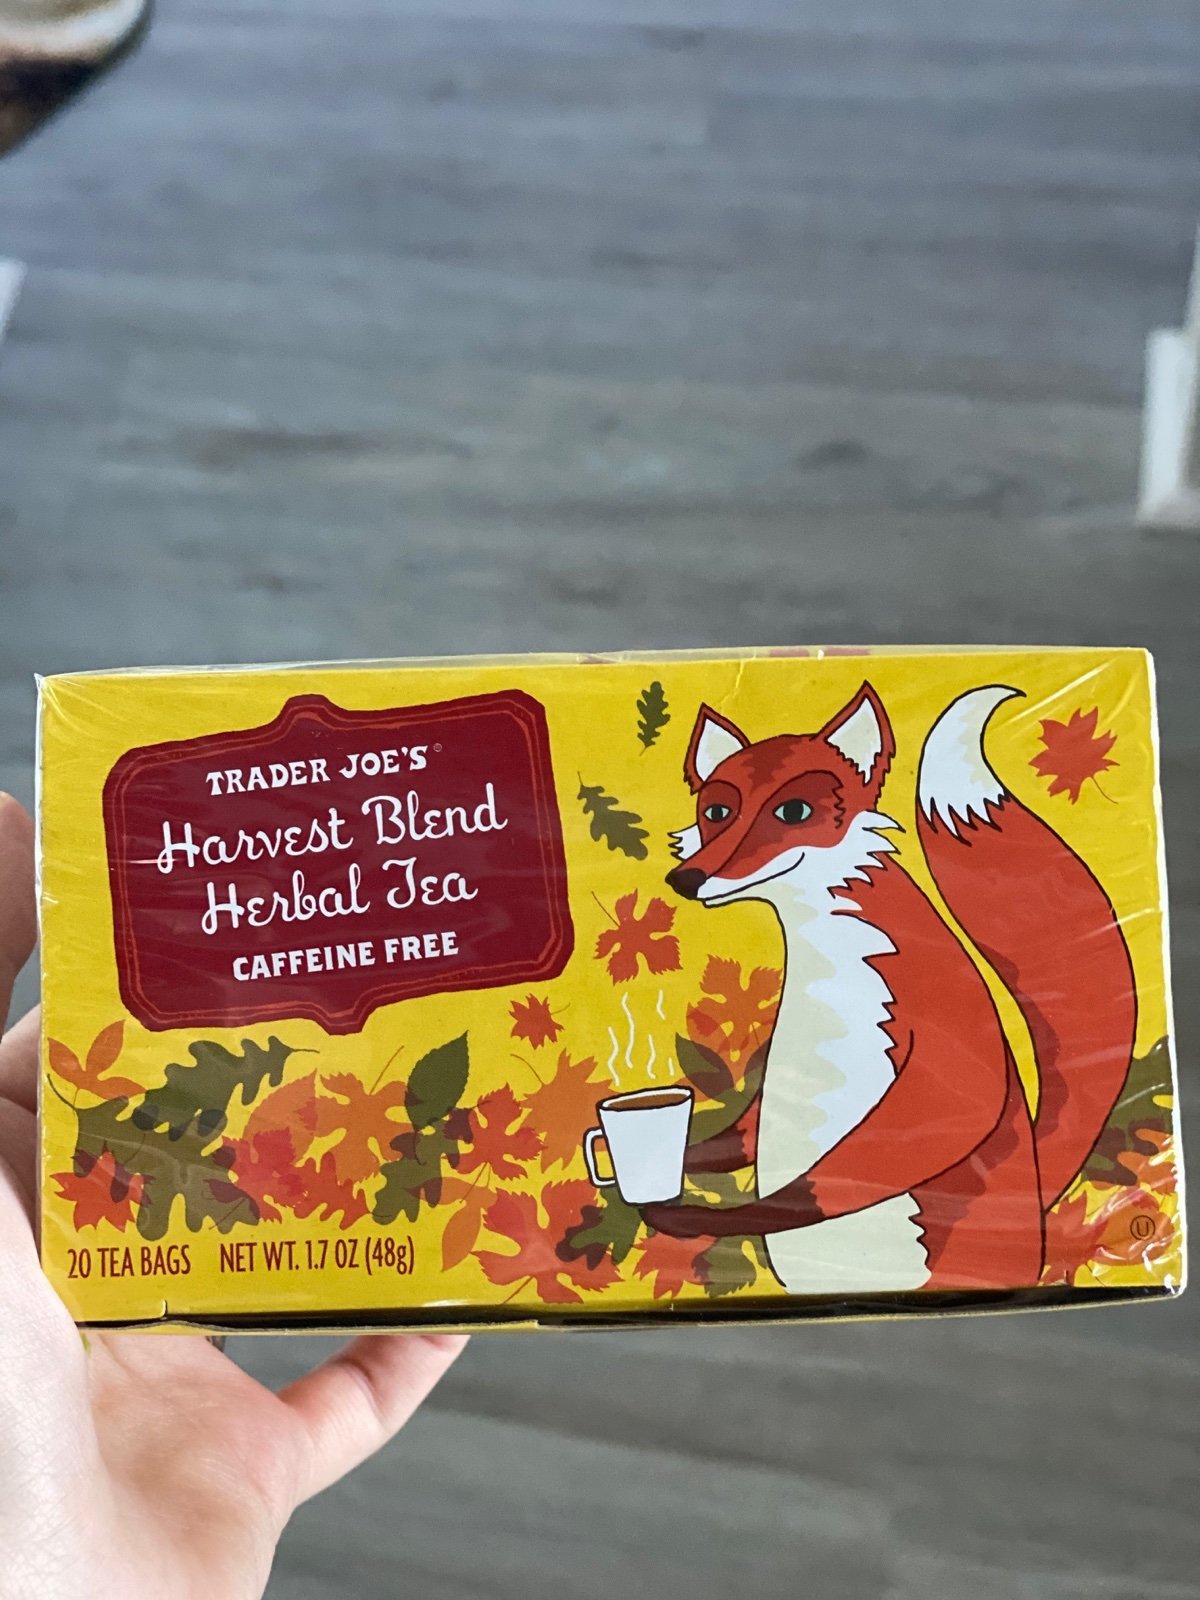 TRADER JOE'S®
Harvest Blend
Herbal Tea
CAFFEINE FREE
20 TEA BAGS NET WT. 1.7 OZ (48g)
U